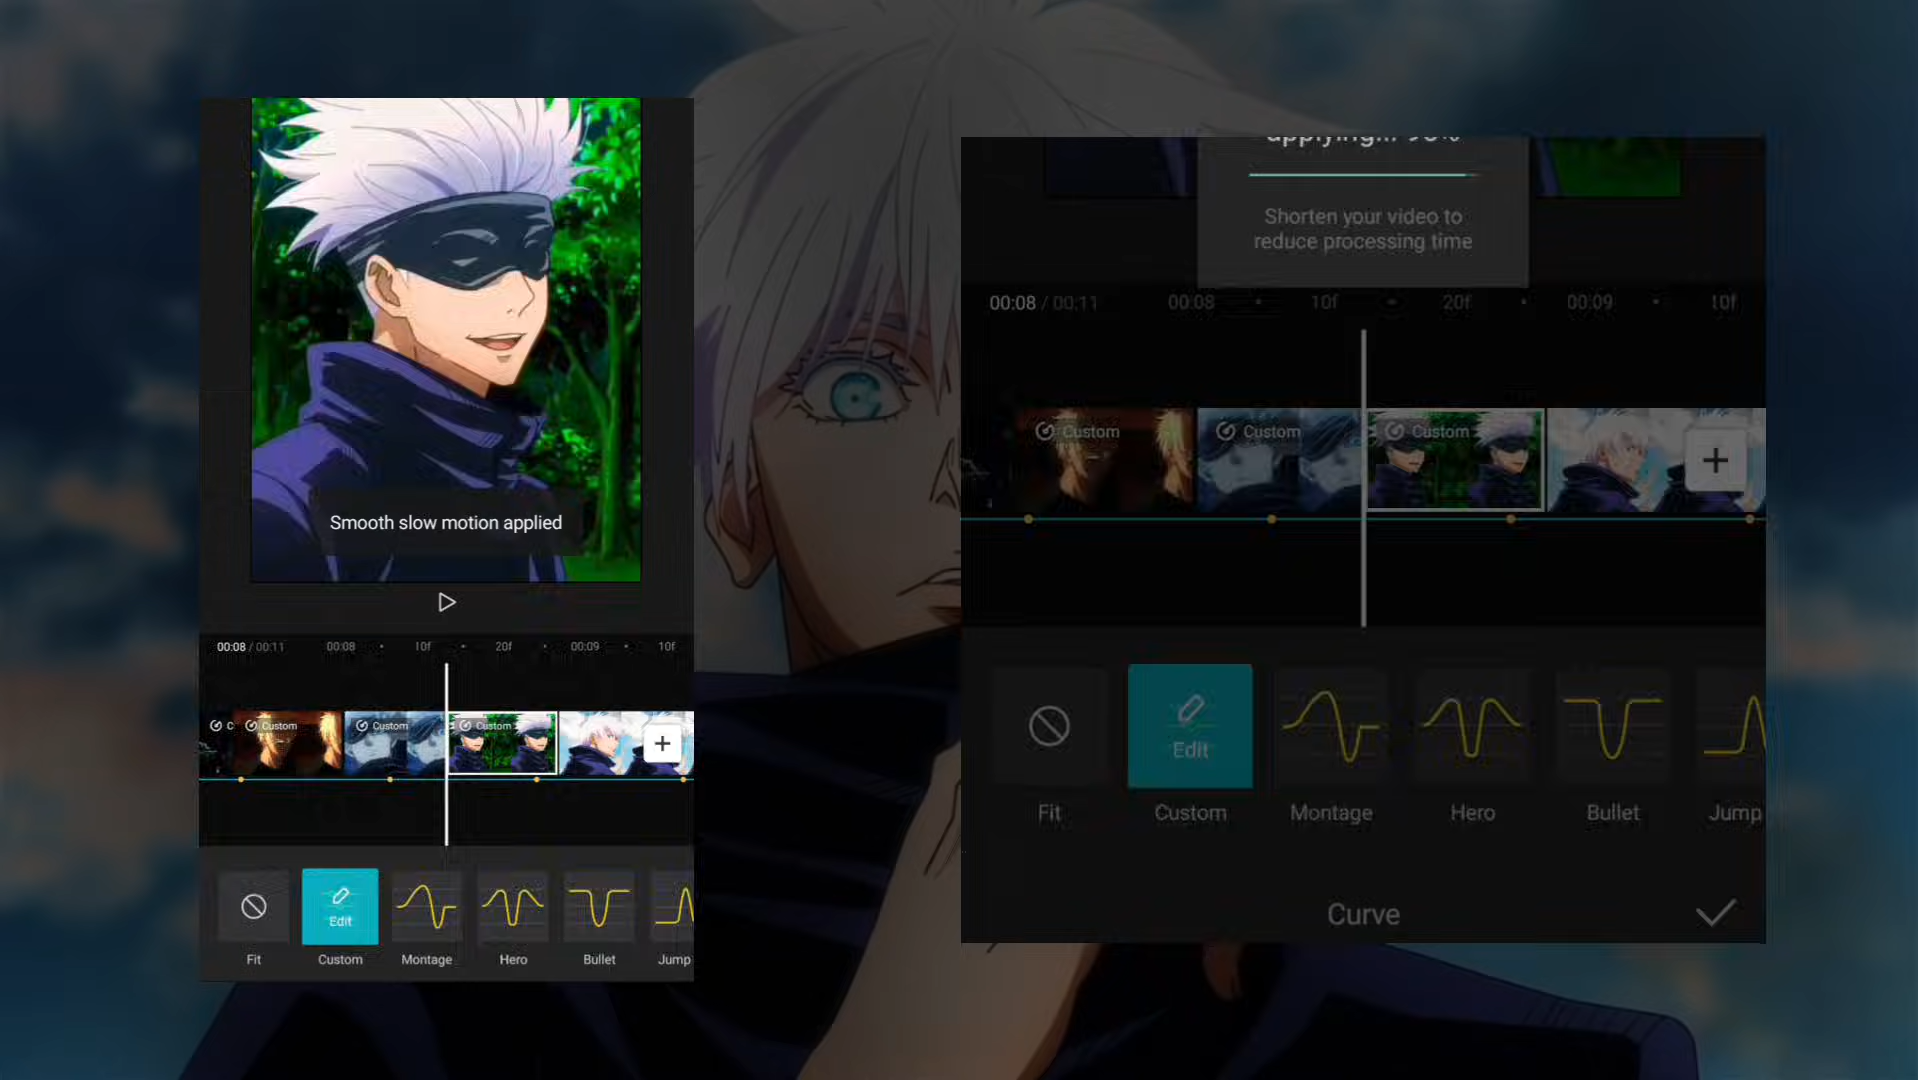 Smooth slow motion applied
00:08 / 00:11 00:08 10f 20f 00:09 10f
C Custom Custom Custom
Edit
Fit Custom Montage Hero Bullet Jump
applying...
Shorten your video to
reduce processing time
00:08 / 00:11 00:08 10f 20f 00:09 10f
Custom Custom Custom
Edit
Fit Custom Montage Hero Bullet Jump
Curve